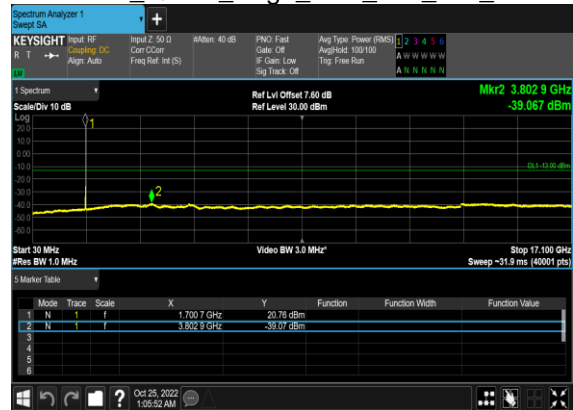 Spectrum Analyzer 1
Swept SA
KEYSIGHT Input: RF Input Z: 50 Ω #Atten: 40 dB PNO: Fast Avg Type: Power (RMS) 1 2 3 4 5 6
R T Coupling: DC Corr CCorr Gate: Off Avg|Hold: 100/100 A W W W W W
Align: Auto Freq Ref: Int (S) IF Gain: Low Trig: Free Run
Sig Track: Off A N N N N N
1 Spectrum Ref Lvl Offset 7.60 dB Mkr2 3.802 9 GHz
Scale/Div 10 dB Ref Level 30.00 dBm -39.067 dBm
Log
20.0 1
10.0
0.00
-10.0 DL1 -13.00 dBm
-20.0
-30.0 2
-40.0
-50.0
-60.0
Start 30 MHz Video BW 3.0 MHz* Stop 17.100 GHz
#Res BW 1.0 MHz Sweep ~31.9 ms (40001 pts)
5 Marker Table
Mode Trace Scale X Y Function Function Width Function Value
1 N 1 f 1.700 7 GHz 20.76 dBm
2 N 1 f 3.802 9 GHz -39.07 dBm
3
4
5
6
? Oct 25, 2022
1:05:52 AM